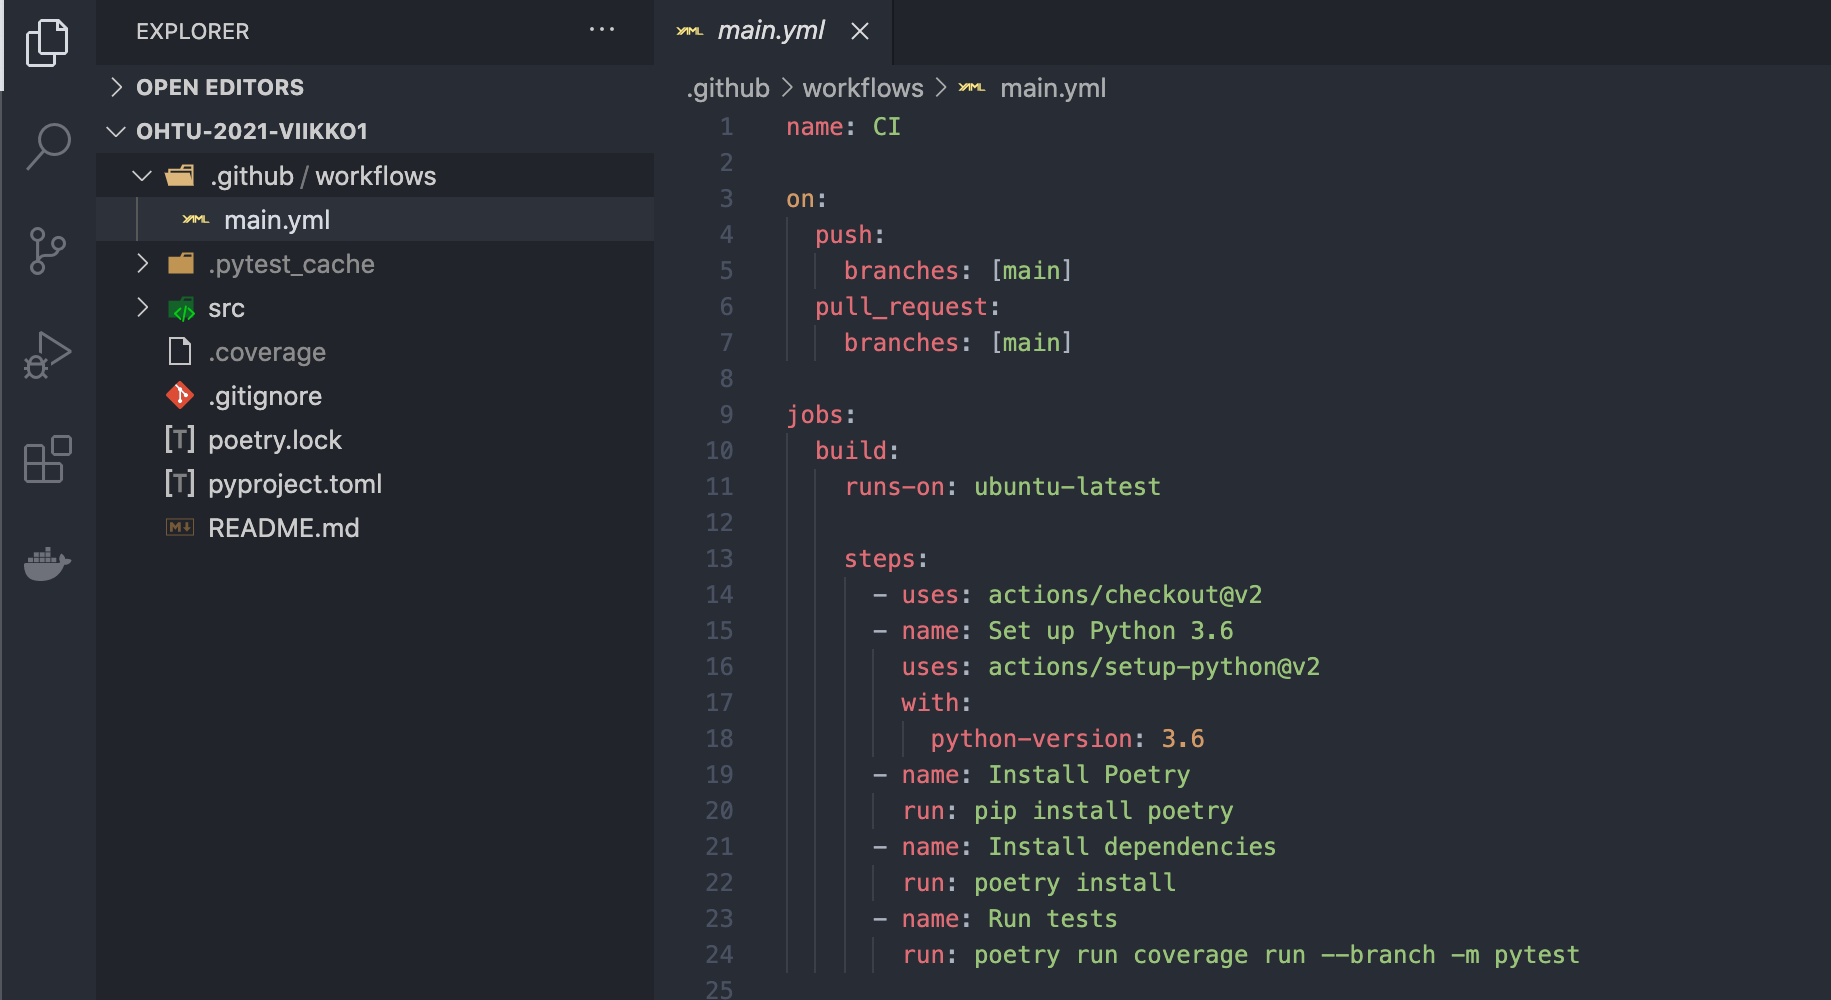 EXPLORER
···
OPEN EDITORS
OHTU-2021-VIIKKO1
.github / workflows
YAML main.yml
.pytest_cache
src
.coverage
.gitignore
[T] poetry.lock
[T] pyproject.toml
M↓ README.md
YAML main.yml
.github > workflows > YAML main.yml
1 name: CI
2
3 on:
4   push:
5     branches: [main]
6   pull_request:
7     branches: [main]
8
9 jobs:
10   build:
11     runs-on: ubuntu-latest
12
13     steps:
14       - uses: actions/checkout@v2
15       - name: Set up Python 3.6
16         uses: actions/setup-python@v2
17         with:
18           python-version: 3.6
19       - name: Install Poetry
20         run: pip install poetry
21       - name: Install dependencies
22         run: poetry install
23       - name: Run tests
24         run: poetry run coverage run --branch -m pytest
25